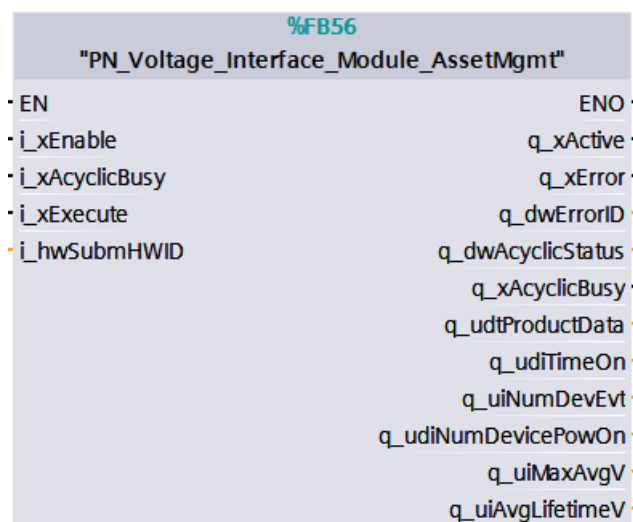 %FB56
"PN_Voltage_Interface_Module_AssetMgmt"
EN ENO
i_xEnable q_xActive
i_xAcyclicBusy q_xError
i_xExecute q_dwErrorID
i_hwSubmHWID q_dwAcyclicStatus
q_xAcyclicBusy
q_udtProductData
q_udiTimeOn
q_uiNumDevEvt
q_udiNumDevicePowOn
q_uiMaxAvgV
q_uiAvgLifetimeV